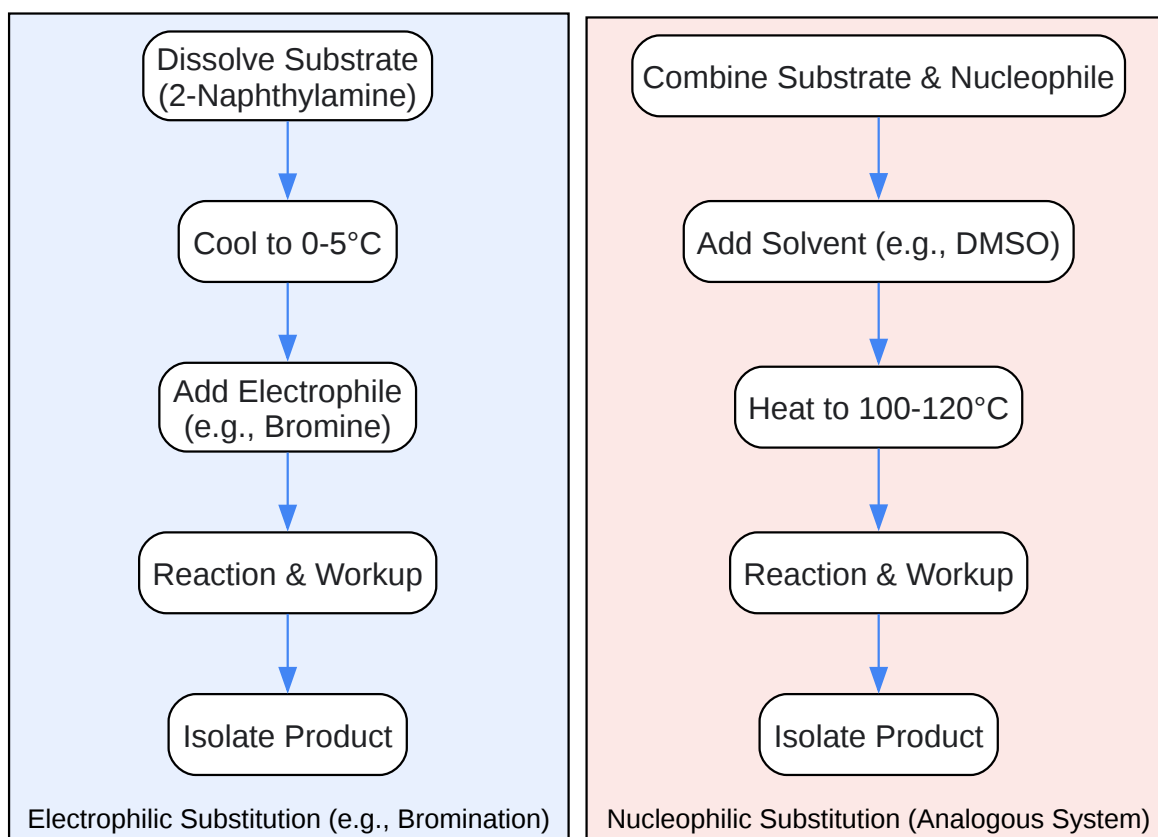 Dissolve Substrate
(2-Naphthylamine)
Cool to 0-5°C
Add Electrophile
(e.g., Bromine)
Reaction & Workup
Isolate Product
Electrophilic Substitution (e.g., Bromination)
Combine Substrate & Nucleophile
Add Solvent (e.g., DMSO)
Heat to 100-120°C
Reaction & Workup
Isolate Product
Nucleophilic Substitution (Analogous System)